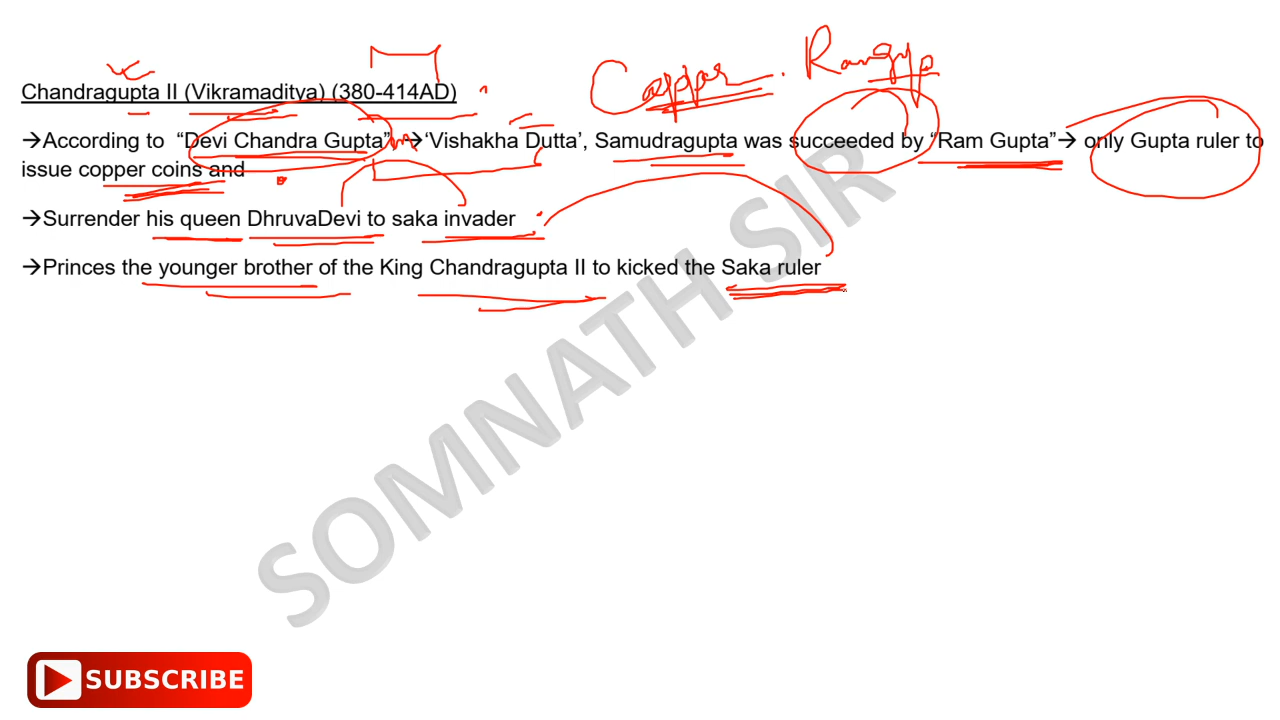 Copper. Ramgup
Chandragupta II (Vikramaditya) (380-414AD)
→According to “Devi Chandra Gupta” → ‘Vishakha Dutta’, Samudragupta was succeeded by “Ram Gupta”→ only Gupta ruler to
issue copper coins and
→Surrender his queen DhruvaDevi to saka invader
→Princes the younger brother of the King Chandragupta II to kicked the Saka ruler
SOMNATH SIR
SUBSCRIBE